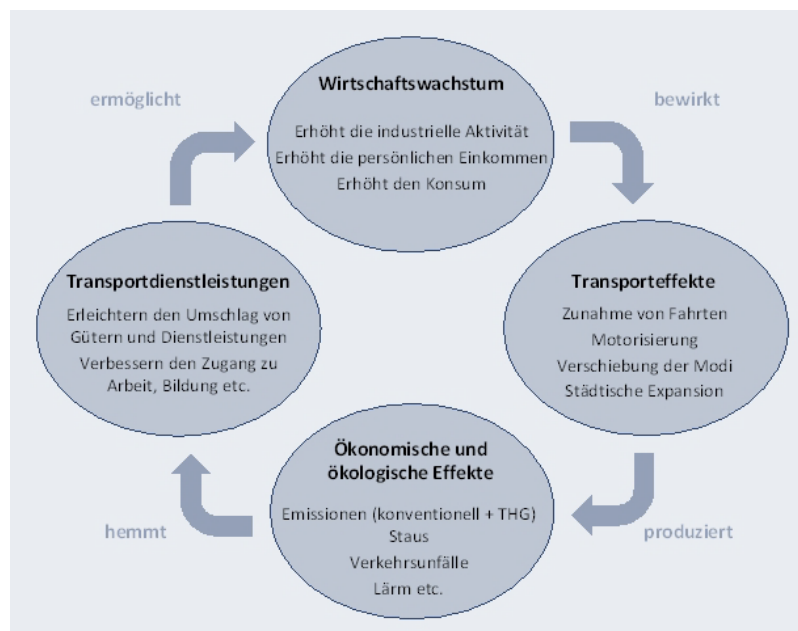 Wirtschaftswachstum
ermöglicht
bewirkt
Erhöht die industrielle Aktivität
Erhöht die persönlichen Einkommen
Erhöht den Konsum
Transportdienstleistungen
Erleichtern den Umschlag von
Gütern und Dienstleistungen
Verbessern den Zugang zu
Arbeit, Bildung etc.
Transporteffekte
Zunahme von Fahrten
Motorisierung
Verschiebung der Modi
Städtische Expansion
Ökonomische und
ökologische Effekte
Emissionen (konventionell + THG)
Staus
Verkehrsunfälle
Lärm etc.
hemmt
produziert